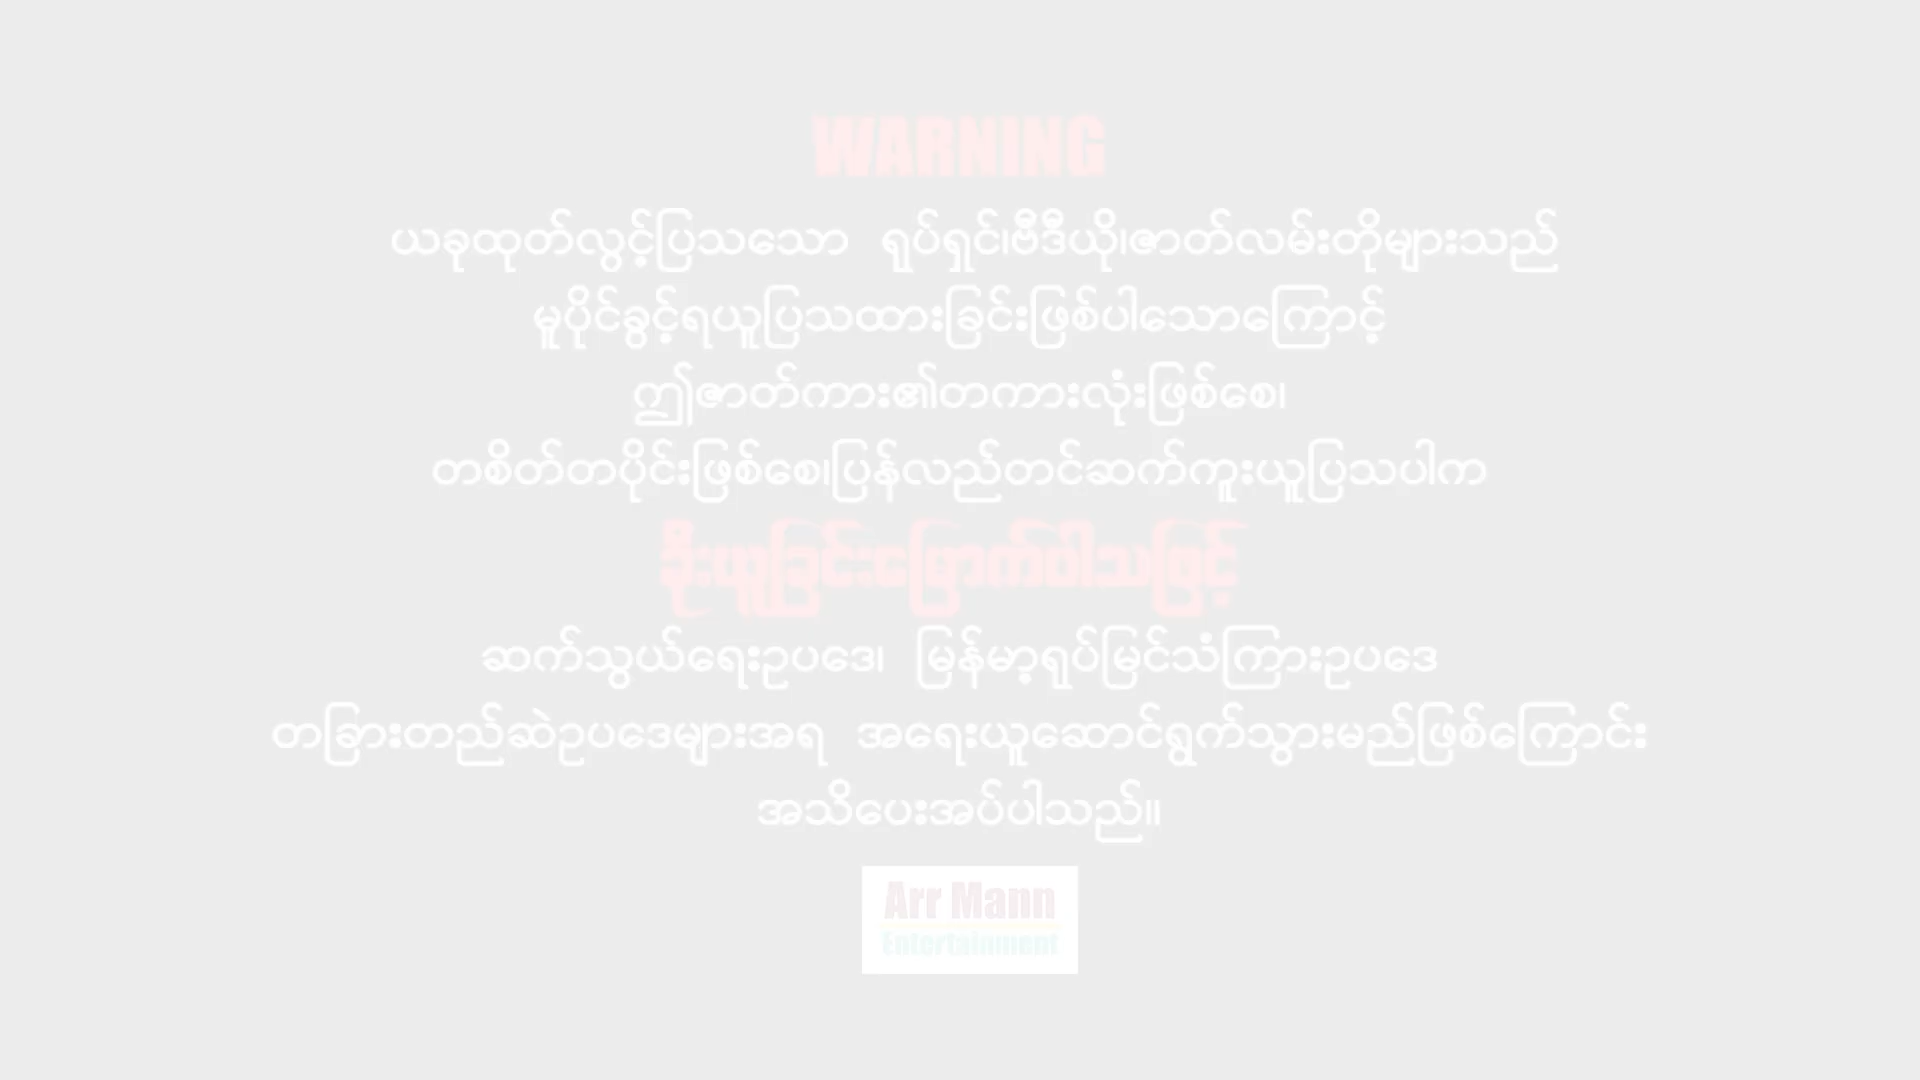 WARNING
ယခုထုတ်လွှင့်ပြသသော ရုပ်ရှင်၊ဗီဒီယို၊ဇာတ်လမ်းတိုများသည်
မူပိုင်ခွင့်ရယူပြသထားခြင်းဖြစ်ပါသောကြောင့်
ဤဇာတ်ကား၏တကားလုံးဖြစ်စေ၊
တစိတ်တပိုင်းဖြစ်စေ၊ပြန်လည်တင်ဆက်ကူးယူပြသပါက
ခိုးယူခြင်းမြောက်ပါသဖြင့်
ဆက်သွယ်ရေးဥပဒေ၊ မြန်မာ့ရုပ်မြင်သံကြားဥပဒေ
တခြားတည်ဆဲဥပဒေများအရ အရေးယူဆောင်ရွက်သွားမည်ဖြစ်ကြောင်း
အသိပေးအပ်ပါသည်။
Arr Mann
Entertainment